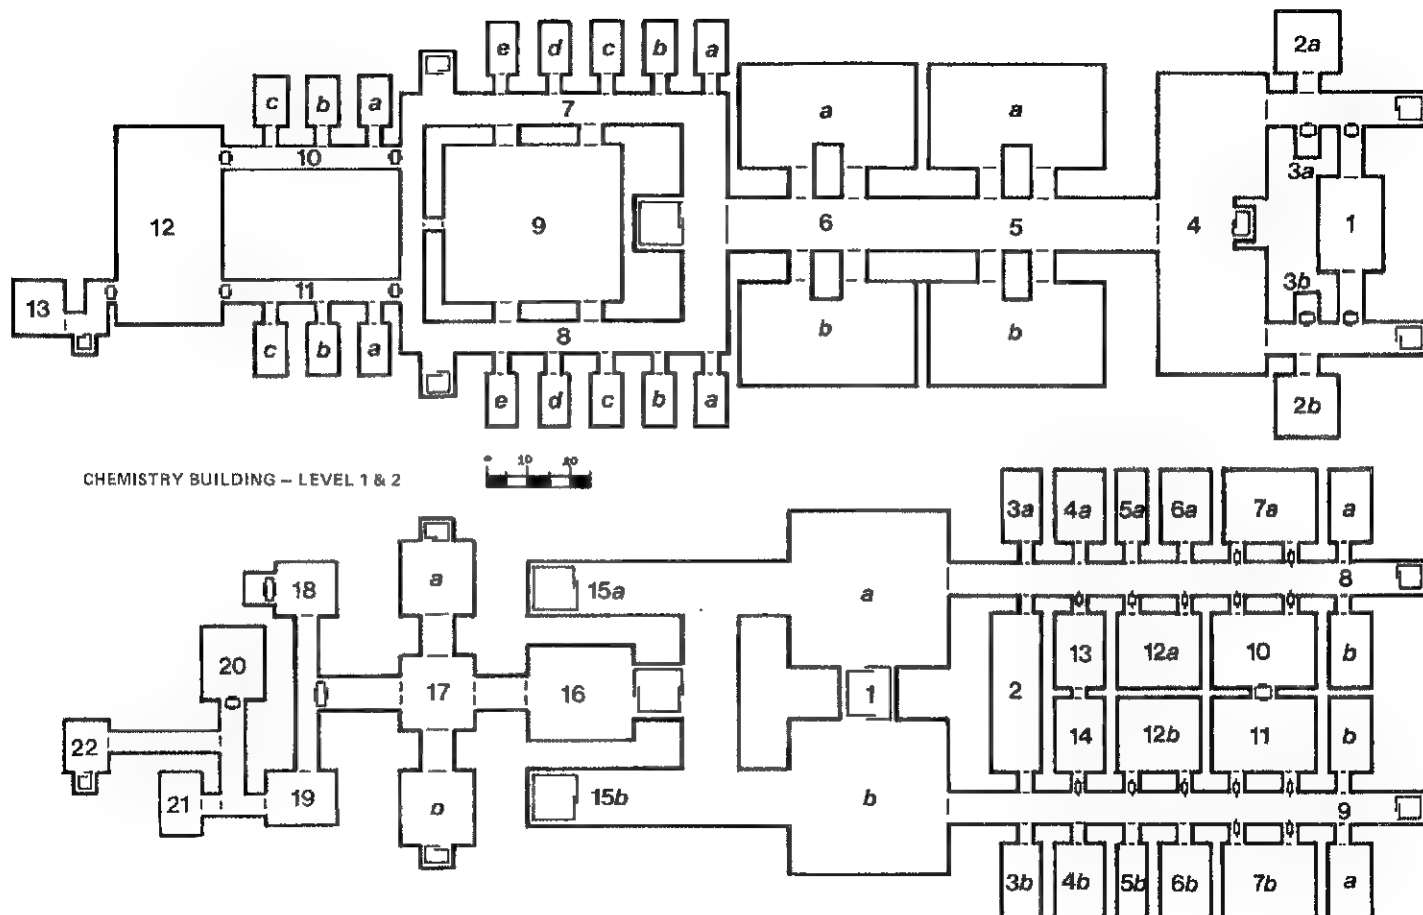 2a
e d c b a
c b a
7
a a
3a
10
12 9 6 5 4 1
13 11
3b
8
b b
c b a
e d c b a
2b
CHEMISTRY BUILDING – LEVEL 1 & 2
0 10 20
3a 4a 5a 6a 7a a
a 18 15a a 8
20 13 12a 10 b
17 16 1 2
22 14 12b 11 b
21 19 b 15b b 9
3b 4b 5b 6b 7b a